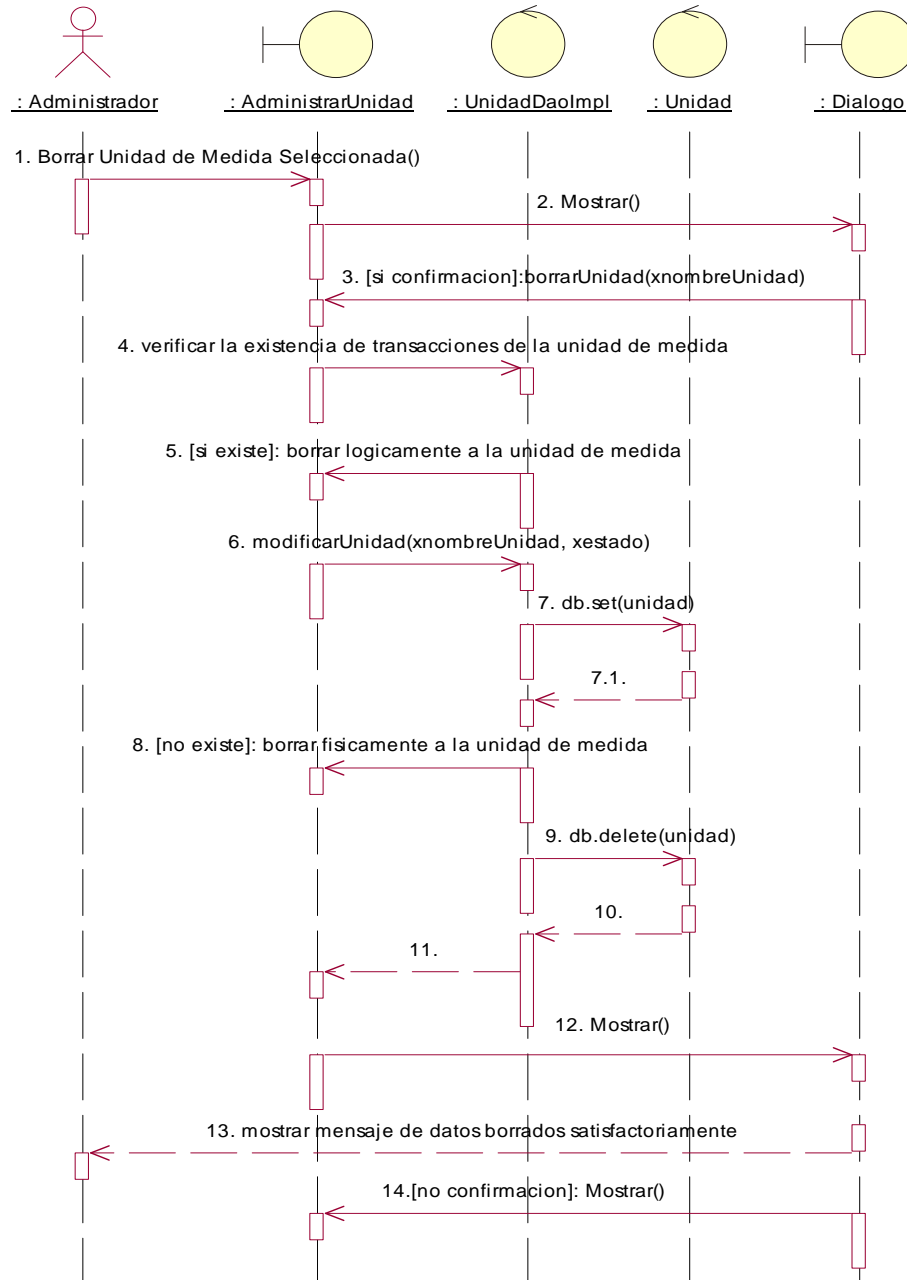 : Administrador
: AdministrarUnidad
: UnidadDaoImpl
: Unidad
: Dialogo
1. Borrar Unidad de Medida Seleccionada()
2. Mostrar()
3. [si confirmacion]:borrarUnidad(xnombreUnidad)
4. verificar la existencia de transacciones de la unidad de medida
5. [si existe]: borrar logicamente a la unidad de medida
6. modificarUnidad(xnombreUnidad, xestado)
7. db.set(unidad)
7.1.
8. [no existe]: borrar fisicamente a la unidad de medida
9. db.delete(unidad)
10.
11.
12. Mostrar()
13. mostrar mensaje de datos borrados satisfactoriamente
14.[no confirmacion]: Mostrar()